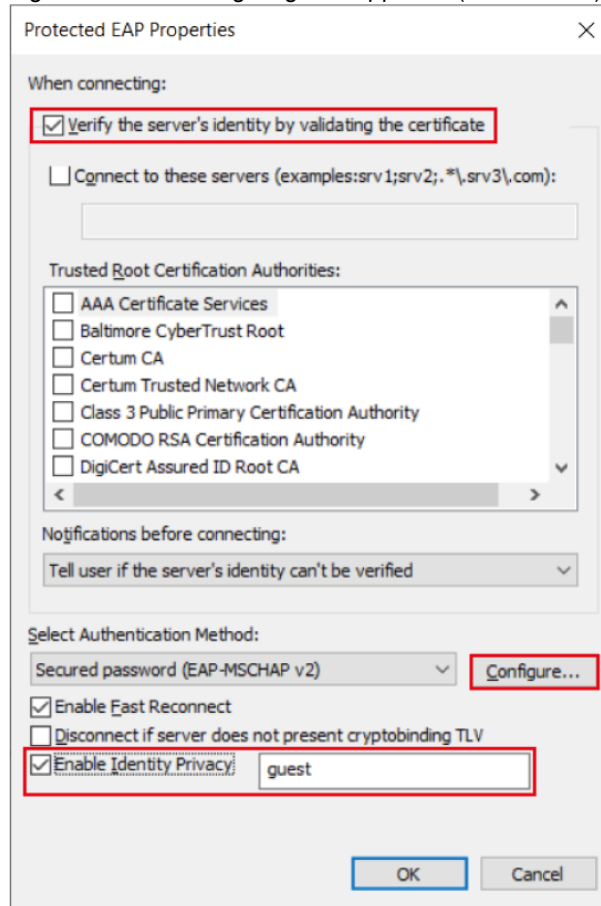 Protected EAP Properties
When connecting:
Verify the server's identity by validating the certificate
Connect to these servers (examples:srv1;srv2;.*\.srv3\.com):
Trusted Root Certification Authorities:
AAA Certificate Services
Baltimore CyberTrust Root
Certum CA
Certum Trusted Network CA
Class 3 Public Primary Certification Authority
COMODO RSA Certification Authority
DigiCert Assured ID Root CA
Notifications before connecting:
Tell user if the server's identity can't be verified
Select Authentication Method:
Secured password (EAP-MSCHAP v2) Configure...
Enable Fast Reconnect
Disconnect if server does not present cryptobinding TLV
Enable Identity Privacy guest
OK Cancel